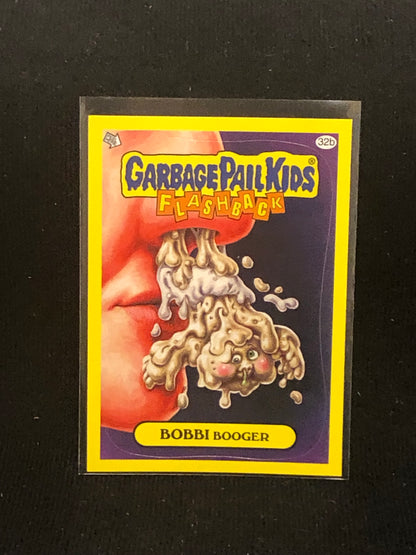 32b
GARBAGE PAIL KIDS®
FLASHBACK
BOBBI BOOGER